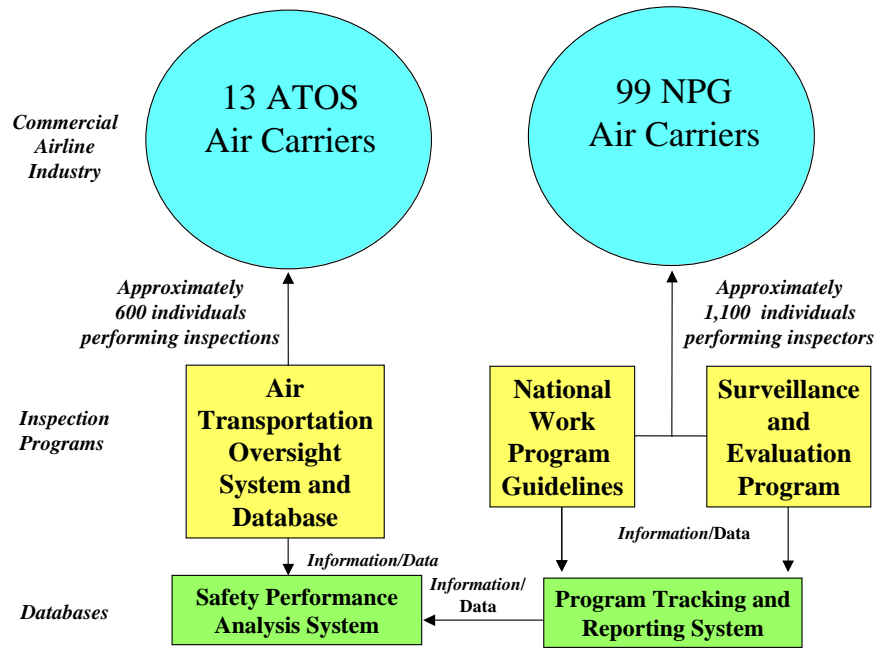 13 ATOS
Air Carriers
99 NPG
Air Carriers
Commercial
Airline
Industry
Approximately
600 individuals
performing inspections
Approximately
1,100 individuals
performing inspectors
Inspection
Programs
Air
Transportation
Oversight
System and
Database
National
Work
Program
Guidelines
Surveillance
and
Evaluation
Program
Information/Data
Information/Data
Information/
Data
Databases
Safety Performance
Analysis System
Program Tracking and
Reporting System